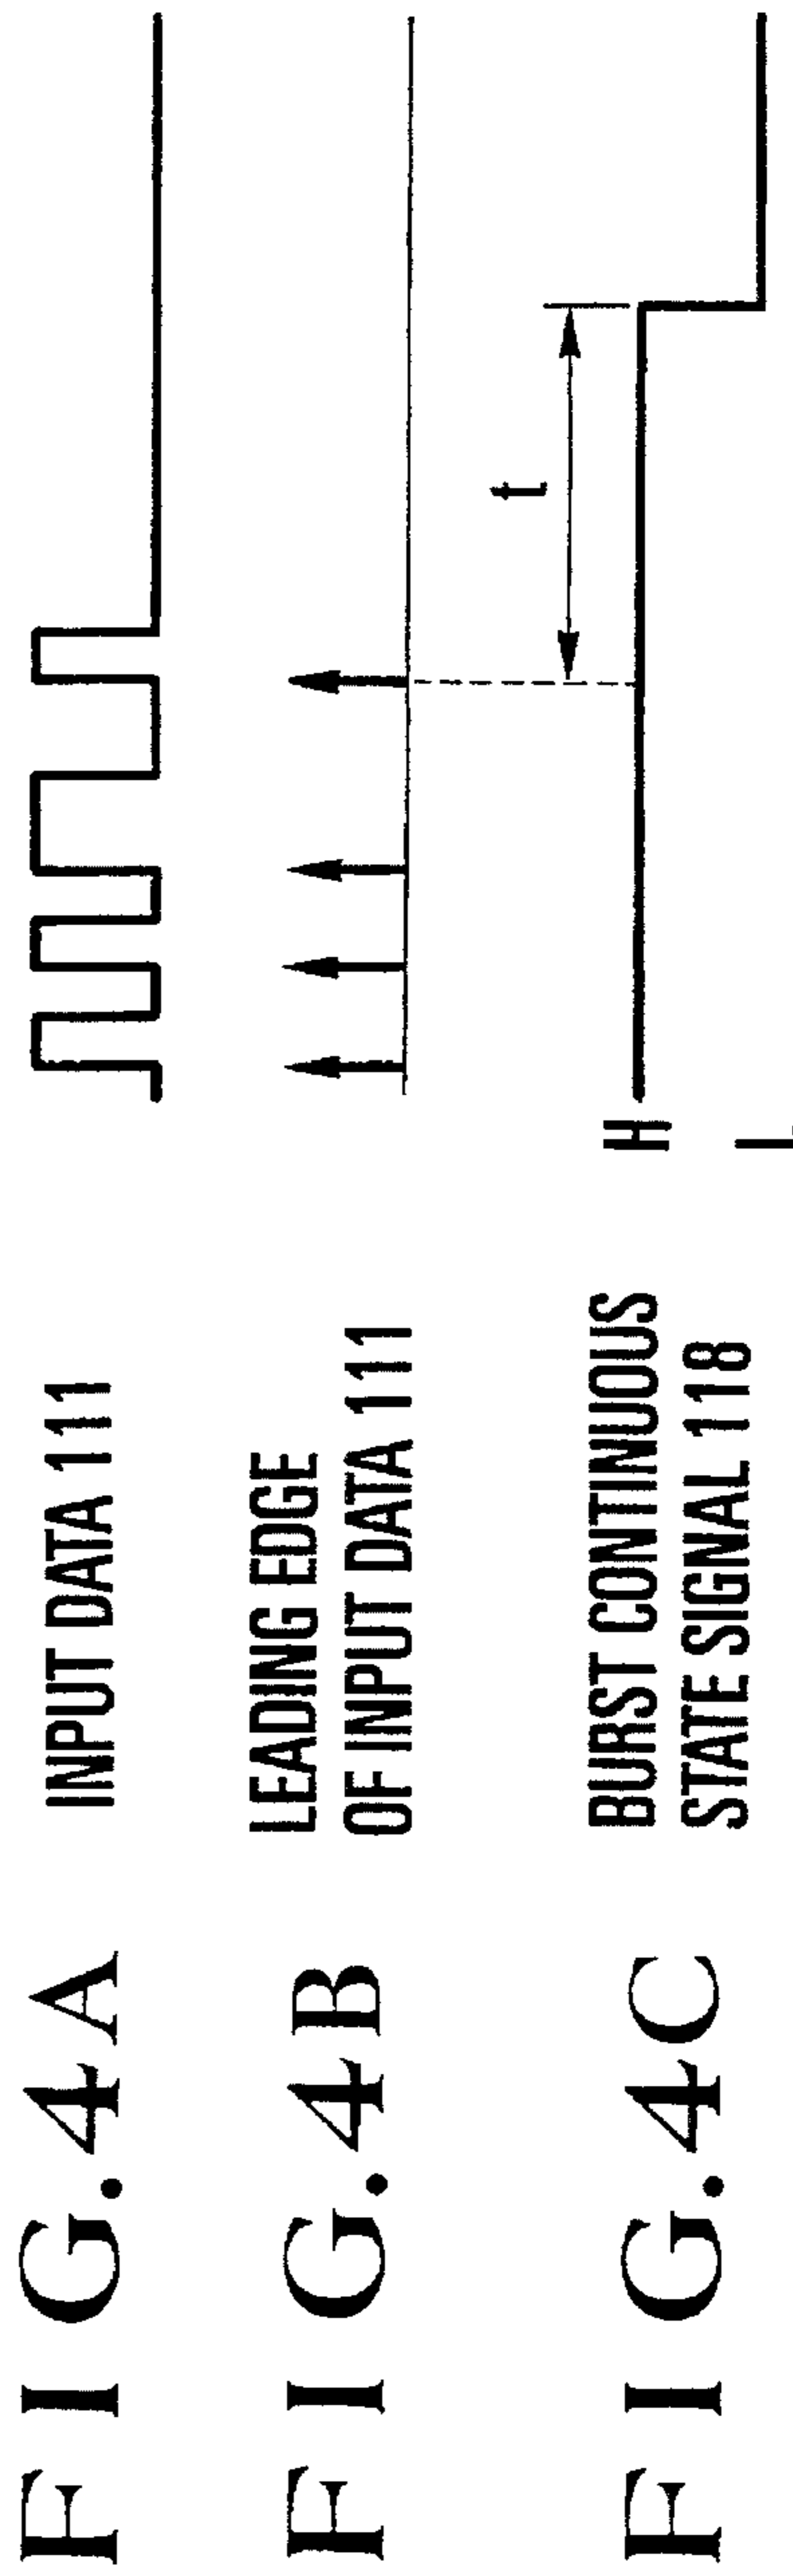 FIG.4A
INPUT DATA 111
FIG.4B
LEADING EDGE
OF INPUT DATA 111
FIG.4C
BURST CONTINUOUS
STATE SIGNAL 118
H
L
t